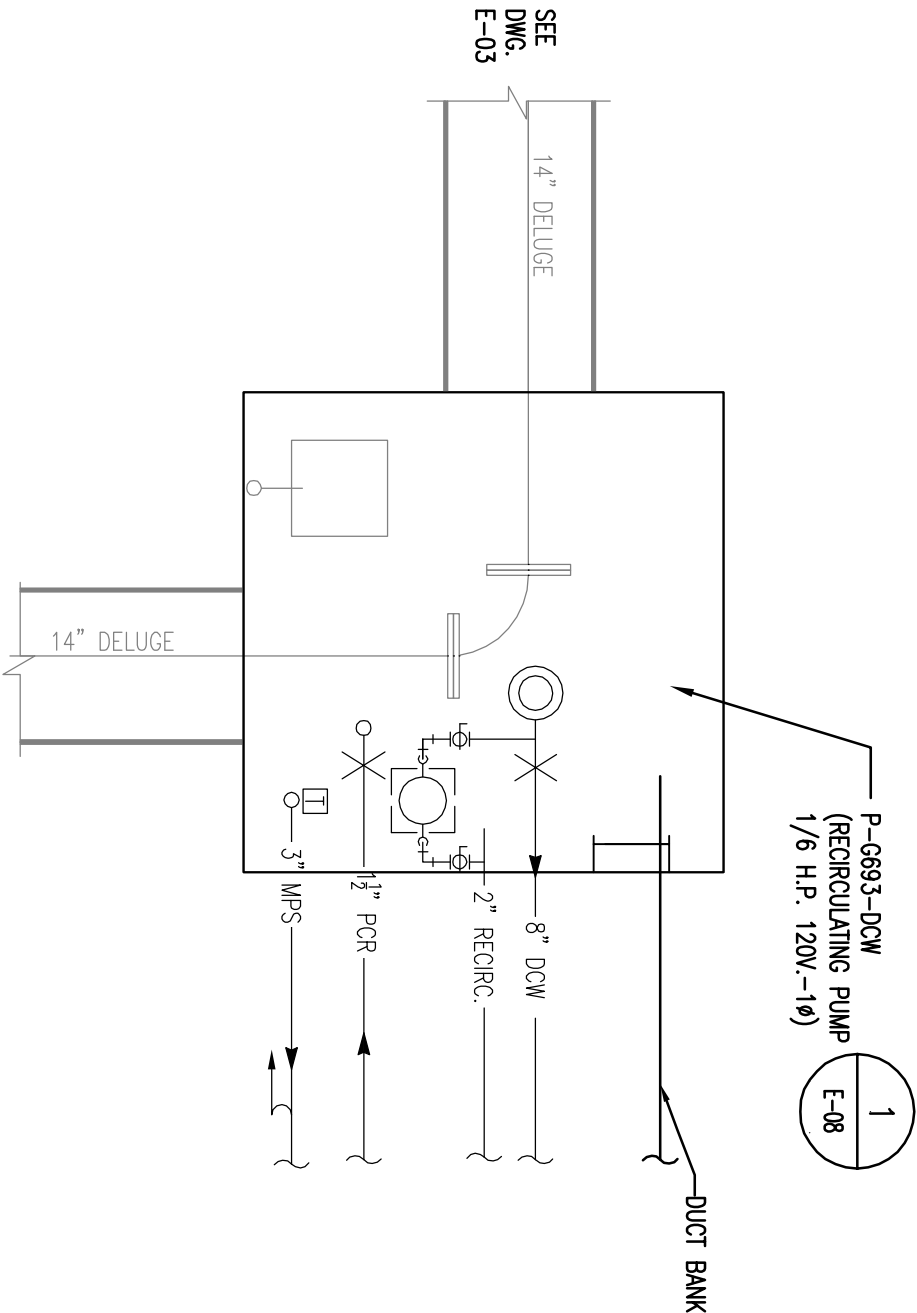 SEE
DWG.
E-03
14" DELUGE
14" DELUGE
P-G693-DCW
(RECIRCULATING PUMP
1/6 H.P. 120V.-1ø)
1
E-08
DUCT BANK
8" DCW
2" RECIRC.
1½" PCR
T
3" MPS